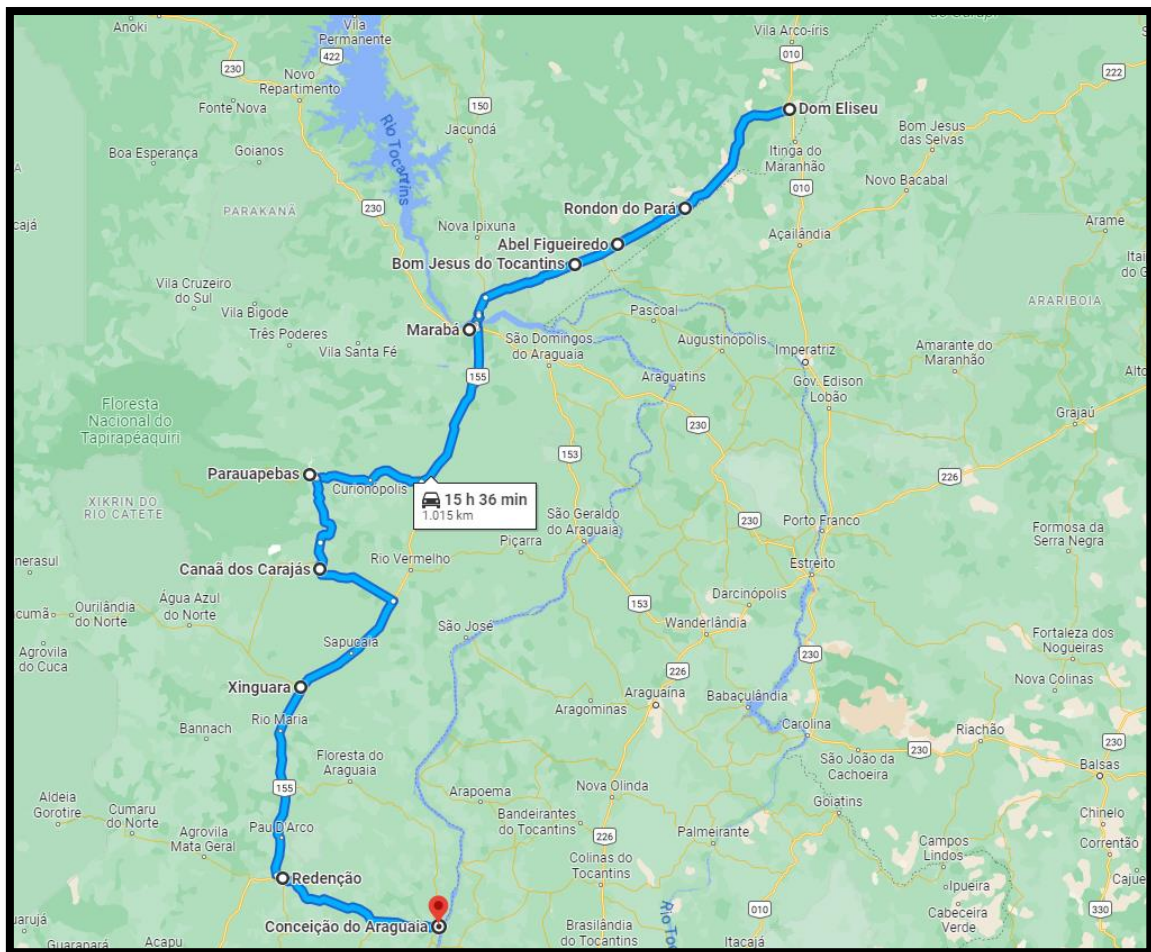 Anoki
Vila
Permanente
422
Vila Arco-íris
010
230
Novo
Repartimento
222
Fonte Nova
150
Dom Eliseu
Rio Tocantins
Jacundá
Bom Jesus
das Selvas
Boa Esperança
Goianos
Itinga do
Maranhão
010
Novo Bacabal
PARAKANÃ
230
Rondon do Pará
cajá
Nova Ipixuna
Arame
Abel Figueiredo
Açailândia
Bom Jesus do Tocantins
Vila Cruzeiro
do Sul
ARARIBOIA
Vila Bigode
Pascoal
Marabá
Três Poderes
São Domingos
do Araguaia
Augustinópolis
Vila Santa Fé
Imperatriz
Amarante do
Maranhão
155
Araguatins
Gov. Edison
Lobão
Floresta
Nacional do
Tapirapéaquiri
Grajaú
230
153
Parauapebas
226
Curionópolis
XIKRIN DO
RIO CATETÉ
15 h 36 min
1.015 km
São Geraldo
do Araguaia
230
Porto Franco
Formosa da
Serra Negra
Piçarra
Rio Vermelho
nerasul
Canaã dos Carajás
Estreito
Água Azul
do Norte
153
Darcinópolis
cumã
Ourilândia
do Norte
São José
Wanderlândia
Fortaleza dos
Nogueiras
Sapucaia
230
Agróvila
do Cuca
226
Nova Colinas
Xinguara
Araguaína
Babaçulândia
Aragominas
Rio Maria
Carolina
Bannach
Riachão
230
230
Floresta do
Araguaia
São João da
Cachoeira
Balsas
155
Nova Olinda
Aldeia
Gorotire
Cumaru
do Norte
Arapoema
Goiatins
Bandeirantes
do Tocantins
Chinelo
Pau D'Arco
Palmeirante
226
Agrovila
Mata Geral
Campos
Lindos
Correntão
Colinas do
Tocantins
Redenção
Ipueira
Cajue
Cabeceira
Verde
Conceição do Araguaia
Brasilândia
do Tocantins
Rio
010
330
uarujá
Guarapará
Acapu
Itacajá